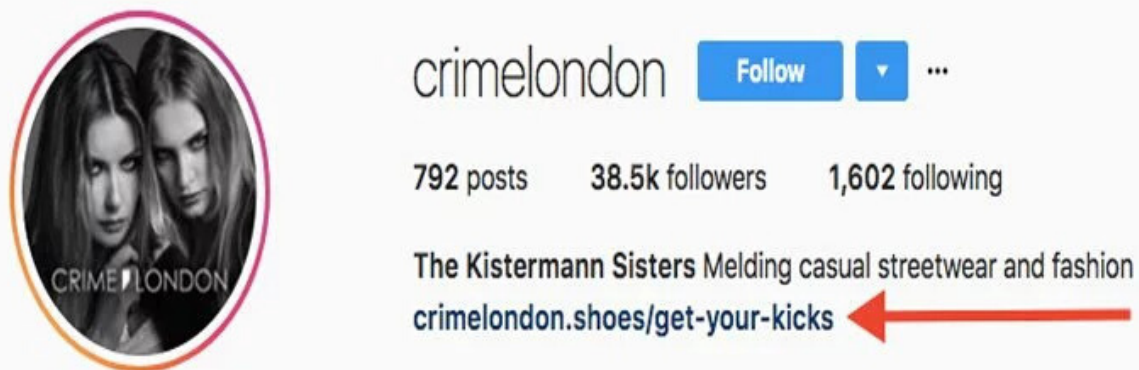 CRIME LONDON
crimelondon Follow
792 posts 38.5k followers 1,602 following
The Kistermann Sisters Melding casual streetwear and fashion
crimelondon.shoes/get-your-kicks